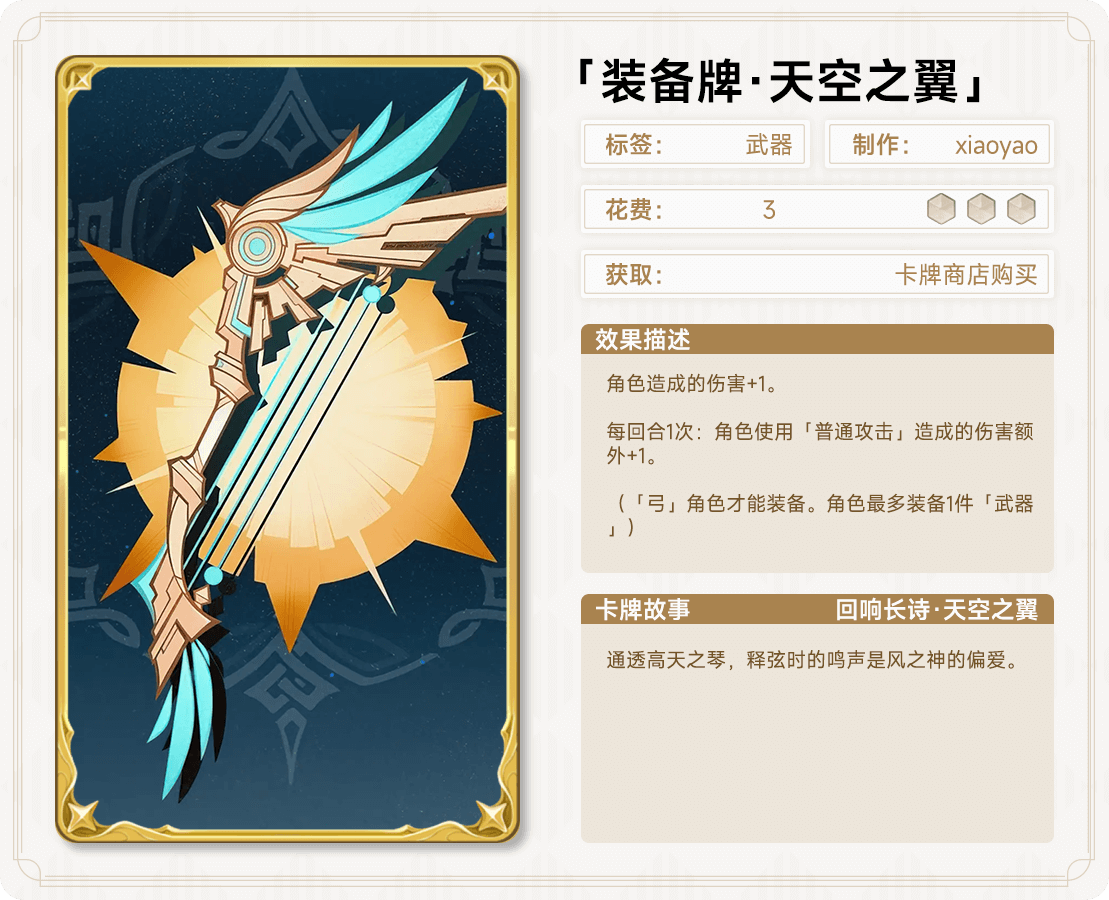 「装备牌·天空之翼」
标签： 武器
制作： xiaoyao
花费： 3
获取： 卡牌商店购买
效果描述
角色造成的伤害+1。
每回合1次：角色使用「普通攻击」造成的伤害额
外+1。
（「弓」角色才能装备。角色最多装备1件「武器
」）
卡牌故事 回响长诗·天空之翼
通透高天之琴，释弦时的鸣声是风之神的偏爱。